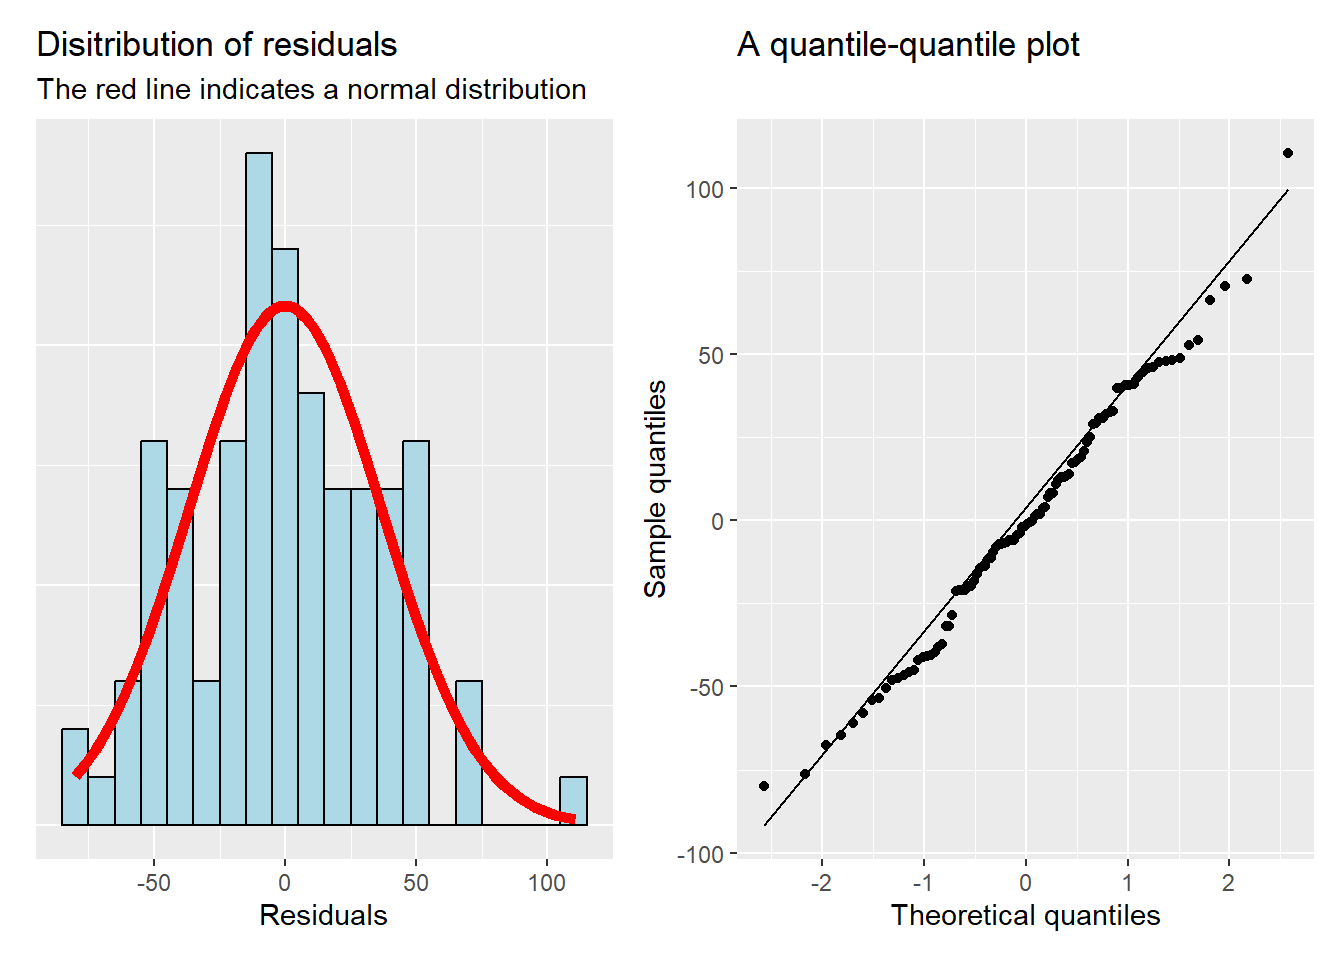 Disitribution of residuals
The red line indicates a normal distribution
-50 0 50 100
Residuals
A quantile-quantile plot
100
50
0
-50
-100
Sample quantiles
-2 -1 0 1 2
Theoretical quantiles